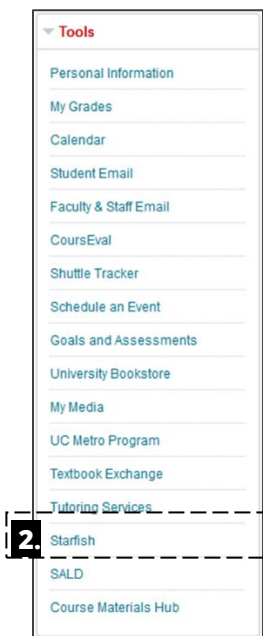 Tools
Personal Information
My Grades
Calendar
Student Email
Faculty & Staff Email
CoursEval
Shuttle Tracker
Schedule an Event
Goals and Assessments
University Bookstore
My Media
UC Metro Program
Textbook Exchange
Tutoring Services
2. Starfish
SALD
Course Materials Hub